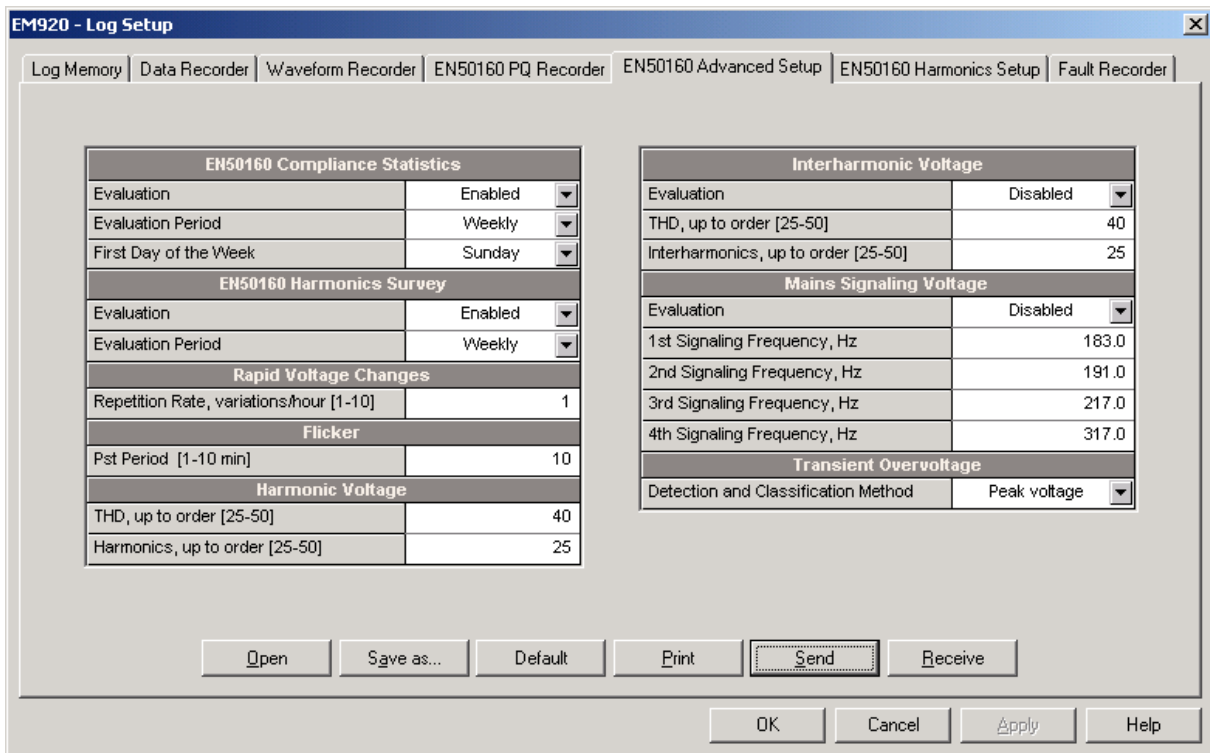 EM920 - Log Setup
Log Memory Data Recorder Waveform Recorder EN50160 PQ Recorder EN50160 Advanced Setup EN50160 Harmonics Setup Fault Recorder
EN50160 Compliance Statistics
Evaluation Enabled
Evaluation Period Weekly
First Day of the Week Sunday
EN50160 Harmonics Survey
Evaluation Enabled
Evaluation Period Weekly
Rapid Voltage Changes
Repetition Rate, variations/hour [1-10] 1
Flicker
Pst Period [1-10 min] 10
Harmonic Voltage
THD, up to order [25-50] 40
Harmonics, up to order [25-50] 25
Interharmonic Voltage
Evaluation Disabled
THD, up to order [25-50] 40
Interharmonics, up to order [25-50] 25
Mains Signaling Voltage
Evaluation Disabled
1st Signaling Frequency, Hz 183.0
2nd Signaling Frequency, Hz 191.0
3rd Signaling Frequency, Hz 217.0
4th Signaling Frequency, Hz 317.0
Transient Overvoltage
Detection and Classification Method Peak voltage
Open Save as... Default Print Send Receive
OK Cancel Apply Help